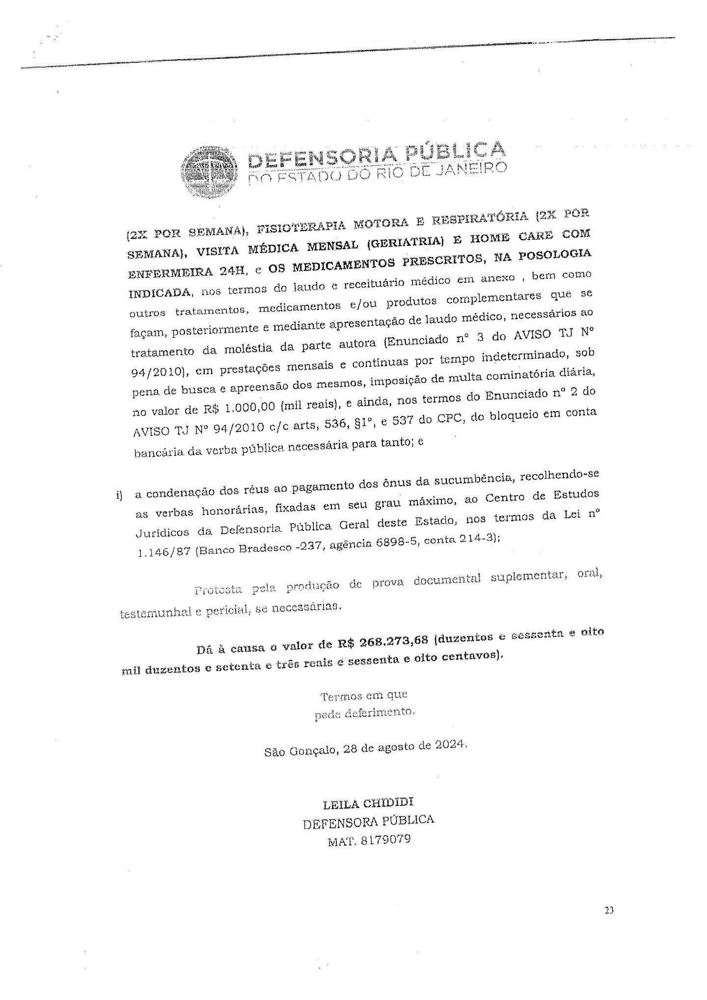 DEFENSORIA PÚBLICA
DO ESTADO DO RIO DE JANEIRO
(2X POR SEMANA), FISIOTERAPIA MOTORA E RESPIRATÓRIA (2X POR
SEMANA), VISITA MÉDICA MENSAL (GERIATRIA) E HOME CARE COM
ENFERMEIRA 24H, e OS MEDICAMENTOS PRESCRITOS, NA POSOLOGIA
INDICADA, nos termos do laudo e receituário médico em anexo , bem como
outros tratamentos, medicamentos e/ou produtos complementares que se
façam, posteriormente e mediante apresentação de laudo médico, necessários ao
tratamento da moléstia da parte autora (Enunciado nº 3 do AVISO TJ Nº
94/2010), em prestações mensais e contínuas por tempo indeterminado, sob
pena de busca e apreensão dos mesmos, imposição de multa cominatória diária,
no valor de R$ 1.000,00 (mil reais), e ainda, nos termos do Enunciado nº 2 do
AVISO TJ Nº 94/2010 c/c arts, 536, §1º, e 537 do CPC, do bloqueio em conta
bancária da verba pública necessária para tanto; e
i) a condenação dos réus ao pagamento dos ônus da sucumbência, recolhendo-se
as verbas honorárias, fixadas em seu grau máximo, ao Centro de Estudos
Jurídicos da Defensoria Pública Geral deste Estado, nos termos da Lei nº
1.146/87 (Banco Bradesco -237, agência 6898-5, conta 214-3);
Protesta pela produção de prova documental suplementar, oral,
testemunhal e pericial, se necessárias.
Dá à causa o valor de R$ 268.273,68 (duzentos e sessenta e oito
mil duzentos e setenta e três reais e sessenta e oito centavos).
Termos em que
pede deferimento.
São Gonçalo, 28 de agosto de 2024.
LEILA CHIDIDI
DEFENSORA PÚBLICA
MAT. 8179079
23